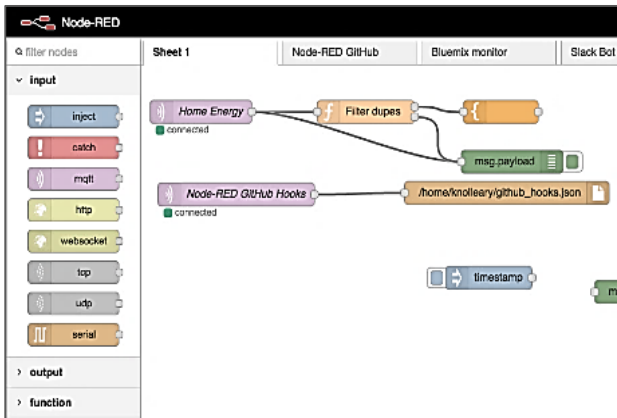 Node-RED
filter nodes
Sheet 1
Node-RED GitHub
Bluemix monitor
Slack Bot
input
inject
catch
mqtt
http
websocket
tcp
udp
serial
output
function
Home Energy
connected
Filter dupes
msg.payload
Node-RED GitHub Hooks
connected
/home/knolleary/github_hooks.json
timestamp
m